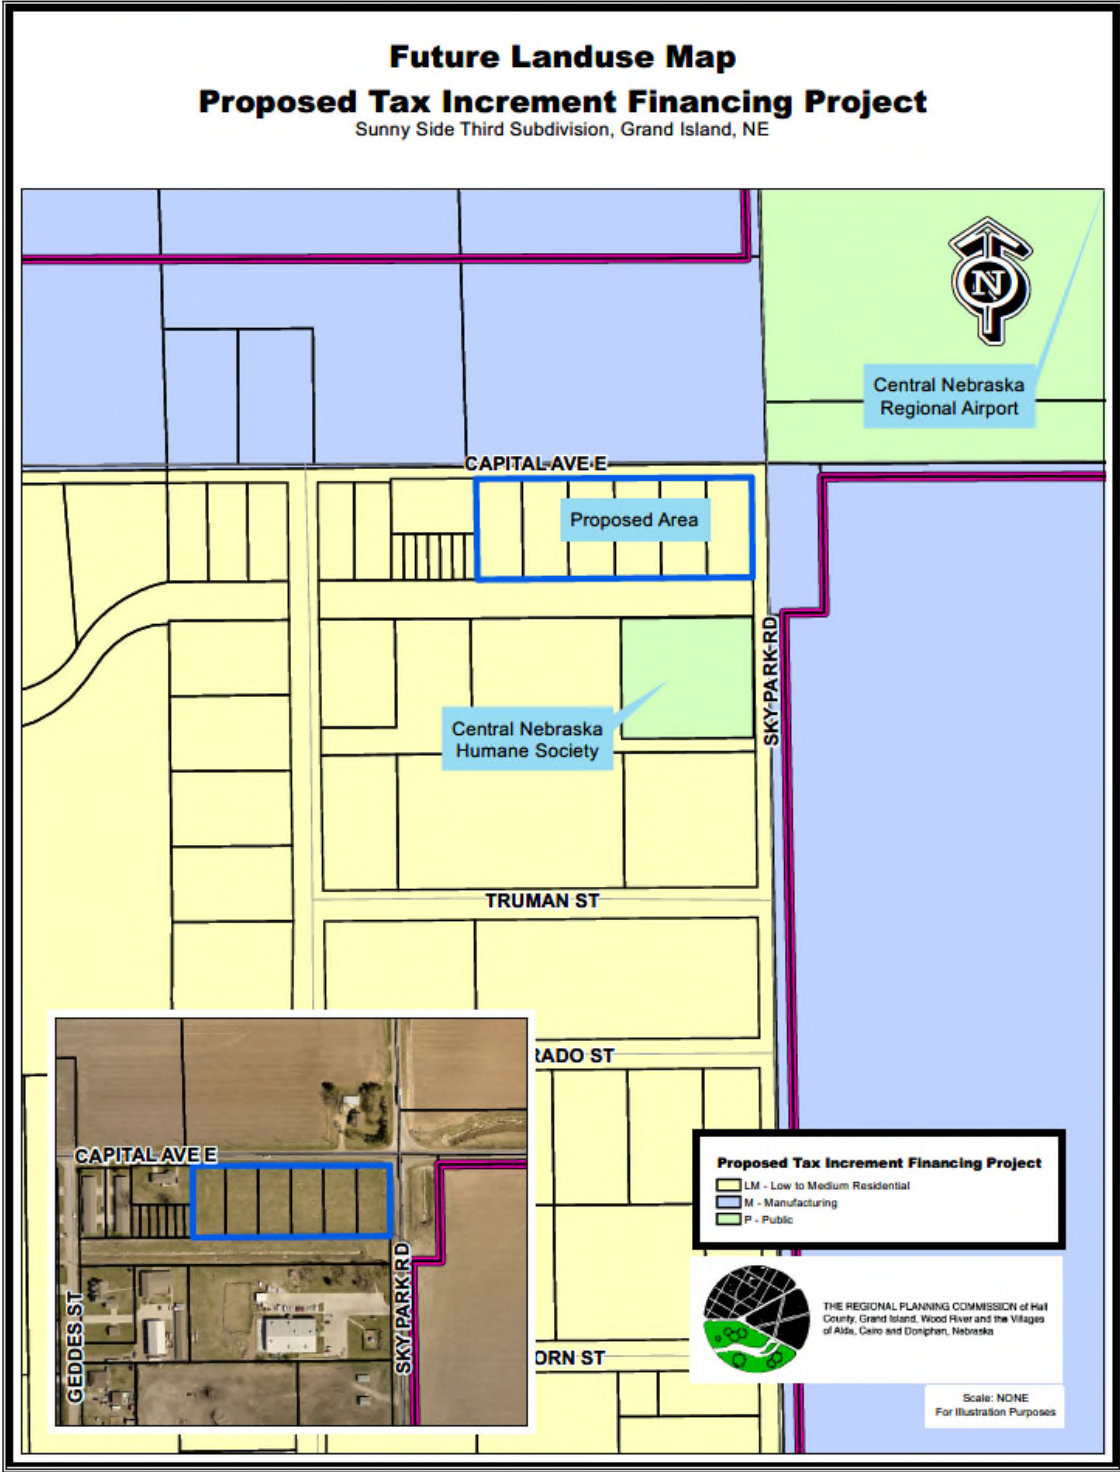 Future Landuse Map
Proposed Tax Increment Financing Project
Sunny Side Third Subdivision, Grand Island, NE
N
Central Nebraska
Regional Airport
CAPITAL AVE E
Proposed Area
SKY PARK RD
Central Nebraska
Humane Society
TRUMAN ST
RADO ST
CAPITAL AVE E
GEDDES ST
SKY PARK RD
ORN ST
Proposed Tax Increment Financing Project
LM - Low to Medium Residential
M - Manufacturing
P - Public
THE REGIONAL PLANNING COMMISSION of Hall
County, Grand Island, Wood River and the Villages
of Alda, Cairo and Doniphan, Nebraska
Scale: NONE
For Illustration Purposes